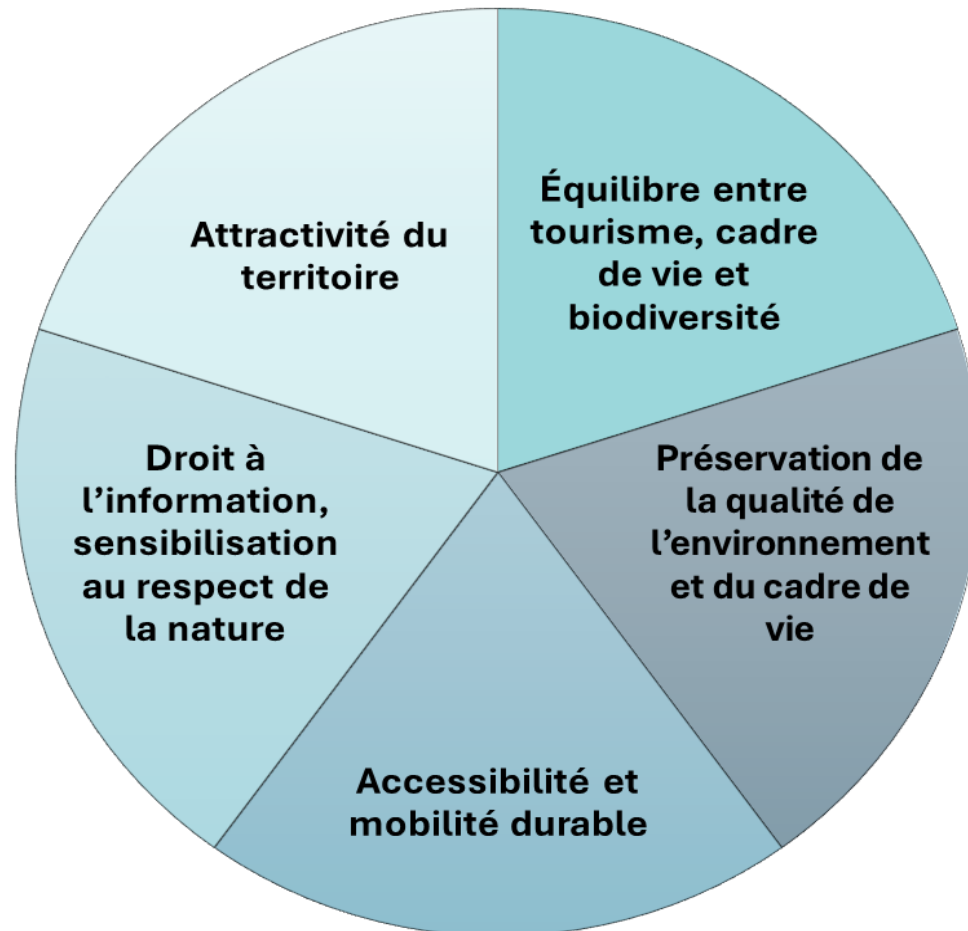 Attractivité du
territoire
Équilibre entre
tourisme, cadre
de vie et
biodiversité
Droit à
l’information,
sensibilisation
au respect de
la nature
Préservation de
la qualité de
l’environnement
et du cadre de
vie
Accessibilité et
mobilité durable